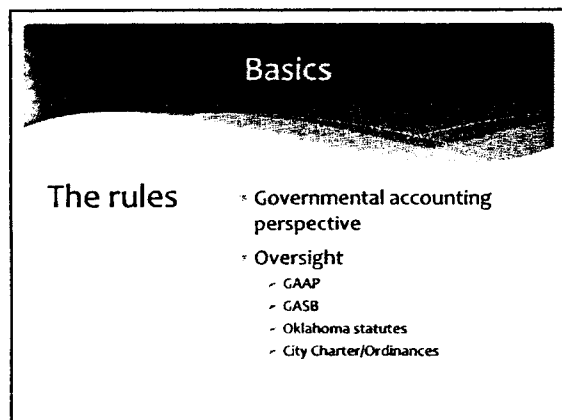 Basics
The rules
Governmental accounting
perspective
Oversight
GAAP
GASB
Oklahoma statutes
City Charter/Ordinances